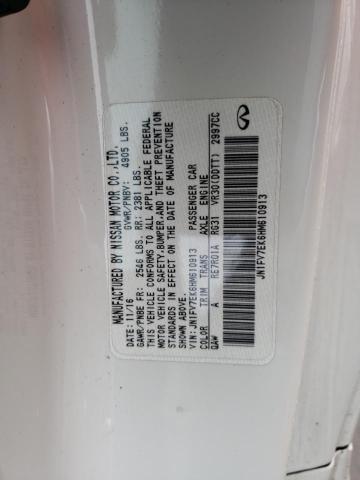 MANUFACTURED BY NISSAN MOTOR CO.,LTD.
DATE: 11/16 GVWR/PNBV: 4905 LBS.
GAWR/PNBE FR: 2546 LBS. RR: 2381 LBS.
THIS VEHICLE CONFORMS TO ALL APPLICABLE FEDERAL
MOTOR VEHICLE SAFETY,BUMPER,AND THEFT PREVENTION
STANDARDS IN EFFECT ON THE DATE OF MANUFACTURE
SHOWN ABOVE.
VIN: JN1FV7EK6HM610913 PASSENGER CAR
COLOR TRIM TRANS AXLE ENGINE
QAW A RE7R01A RG31 VR30(DDTT) 2997CC
JN1FV7EK6HM610913